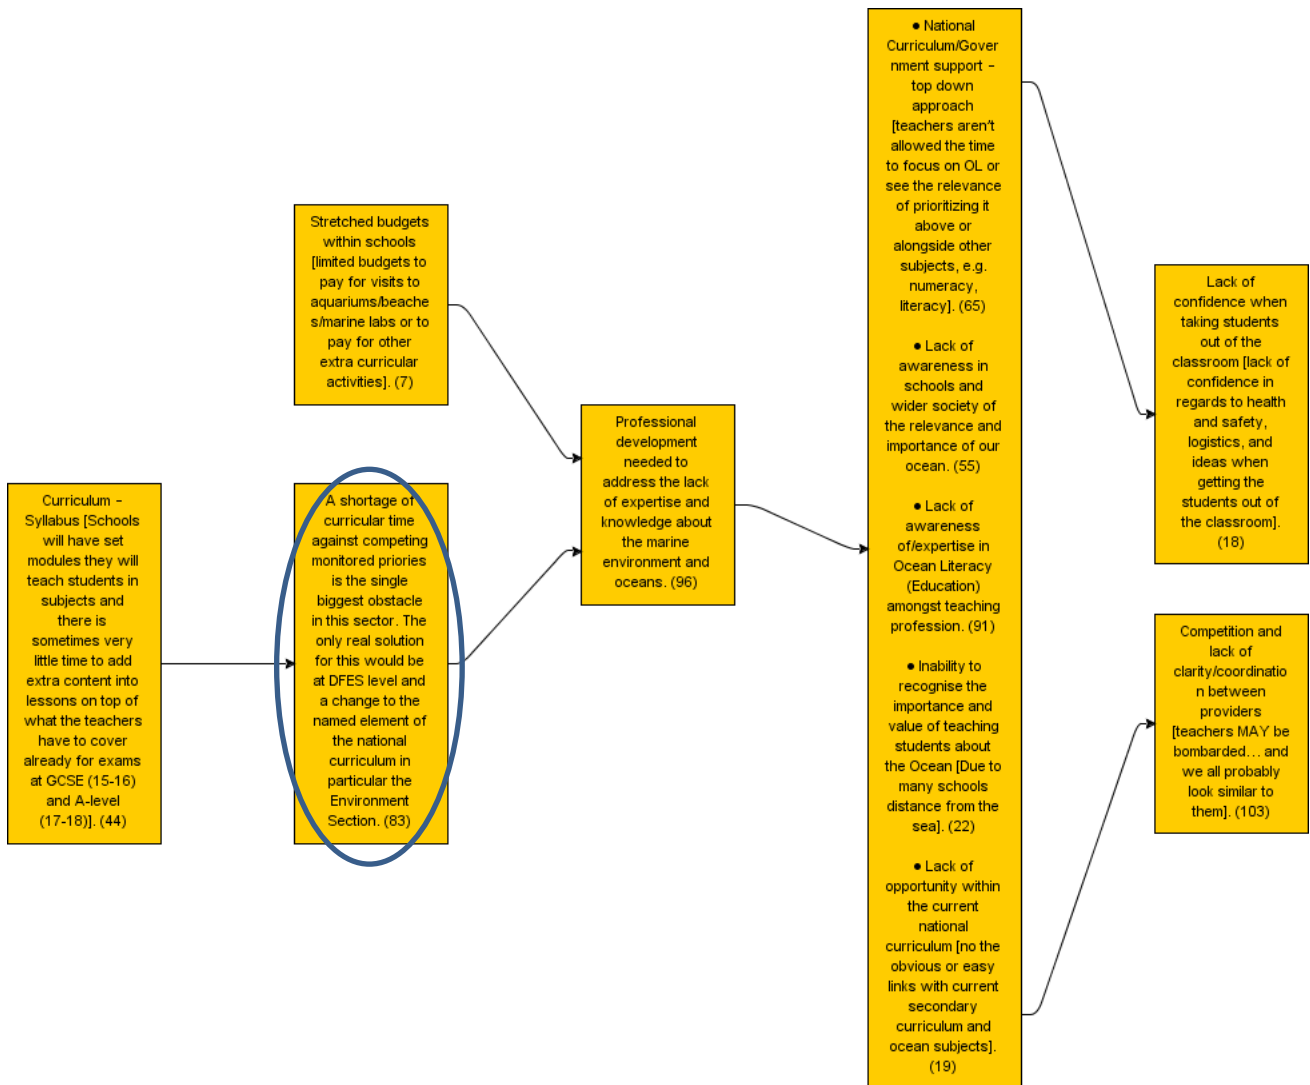 Curriculum –
Syllabus [Schools
will have set
modules they will
teach students in
subjects and
there is
sometimes very
little time to add
extra content into
lessons on top of
what the teachers
have to cover
already for exams
at GCSE (15-16)
and A-level
(17-18)]. (44)
Stretched budgets
within schools
[limited budgets to
pay for visits to
aquariums/beache
s/marine labs or to
pay for other
extra curricular
activities]. (7)
A shortage of
curricular time
against competing
monitored priories
is the single
biggest obstacle
in this sector. The
only real solution
for this would be
at DFES level and
a change to the
named element of
the national
curriculum in
particular the
Environment
Section. (83)
Professional
development
needed to
address the lack
of expertise and
knowledge about
the marine
environment and
oceans. (96)
● National
Curriculum/Gover
nment support –
top down
approach
[teachers aren't
allowed the time
to focus on OL or
see the relevance
of prioritizing it
above or
alongside other
subjects, e.g.
numeracy,
literacy]. (65)
● Lack of
awareness in
schools and
wider society of
the relevance and
importance of our
ocean. (55)
● Lack of
awareness
of/expertise in
Ocean Literacy
(Education)
amongst teaching
profession. (91)
● Inability to
recognise the
importance and
value of teaching
students about
the Ocean [Due to
many schools
distance from the
sea]. (22)
● Lack of
opportunity within
the current
national
curriculum [no the
obvious or easy
links with current
secondary
curriculum and
ocean subjects].
(19)
Lack of
confidence when
taking students
out of the
classroom [lack of
confidence in
regards to health
and safety,
logistics, and
ideas when
getting the
students out of
the classroom].
(18)
Competition and
lack of
clarity/coordinatio
n between
providers
[teachers MAY be
bombarded... and
we all probably
look similar to
them]. (103)